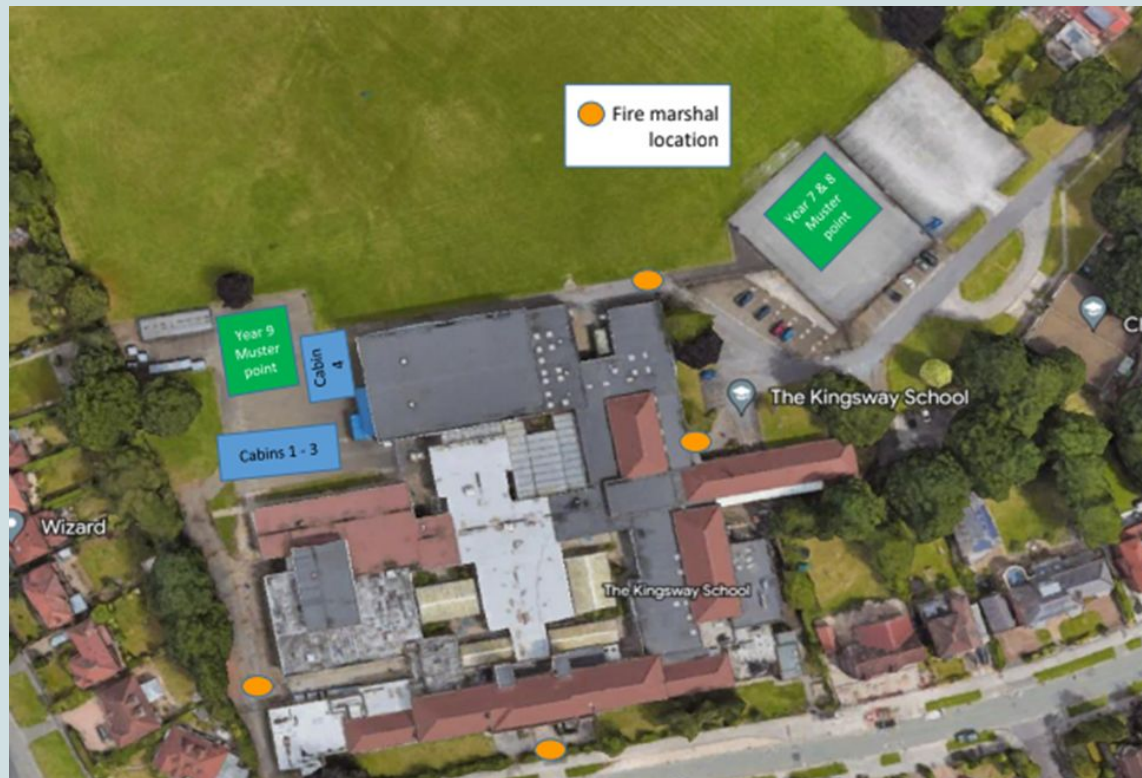 Fire marshal
location
Year 7 & 8
Muster
point
Year 9
Muster
point
Cabin
4
The Kingsway School
Cabins 1 - 3
Wizard
The Kingsway School
C